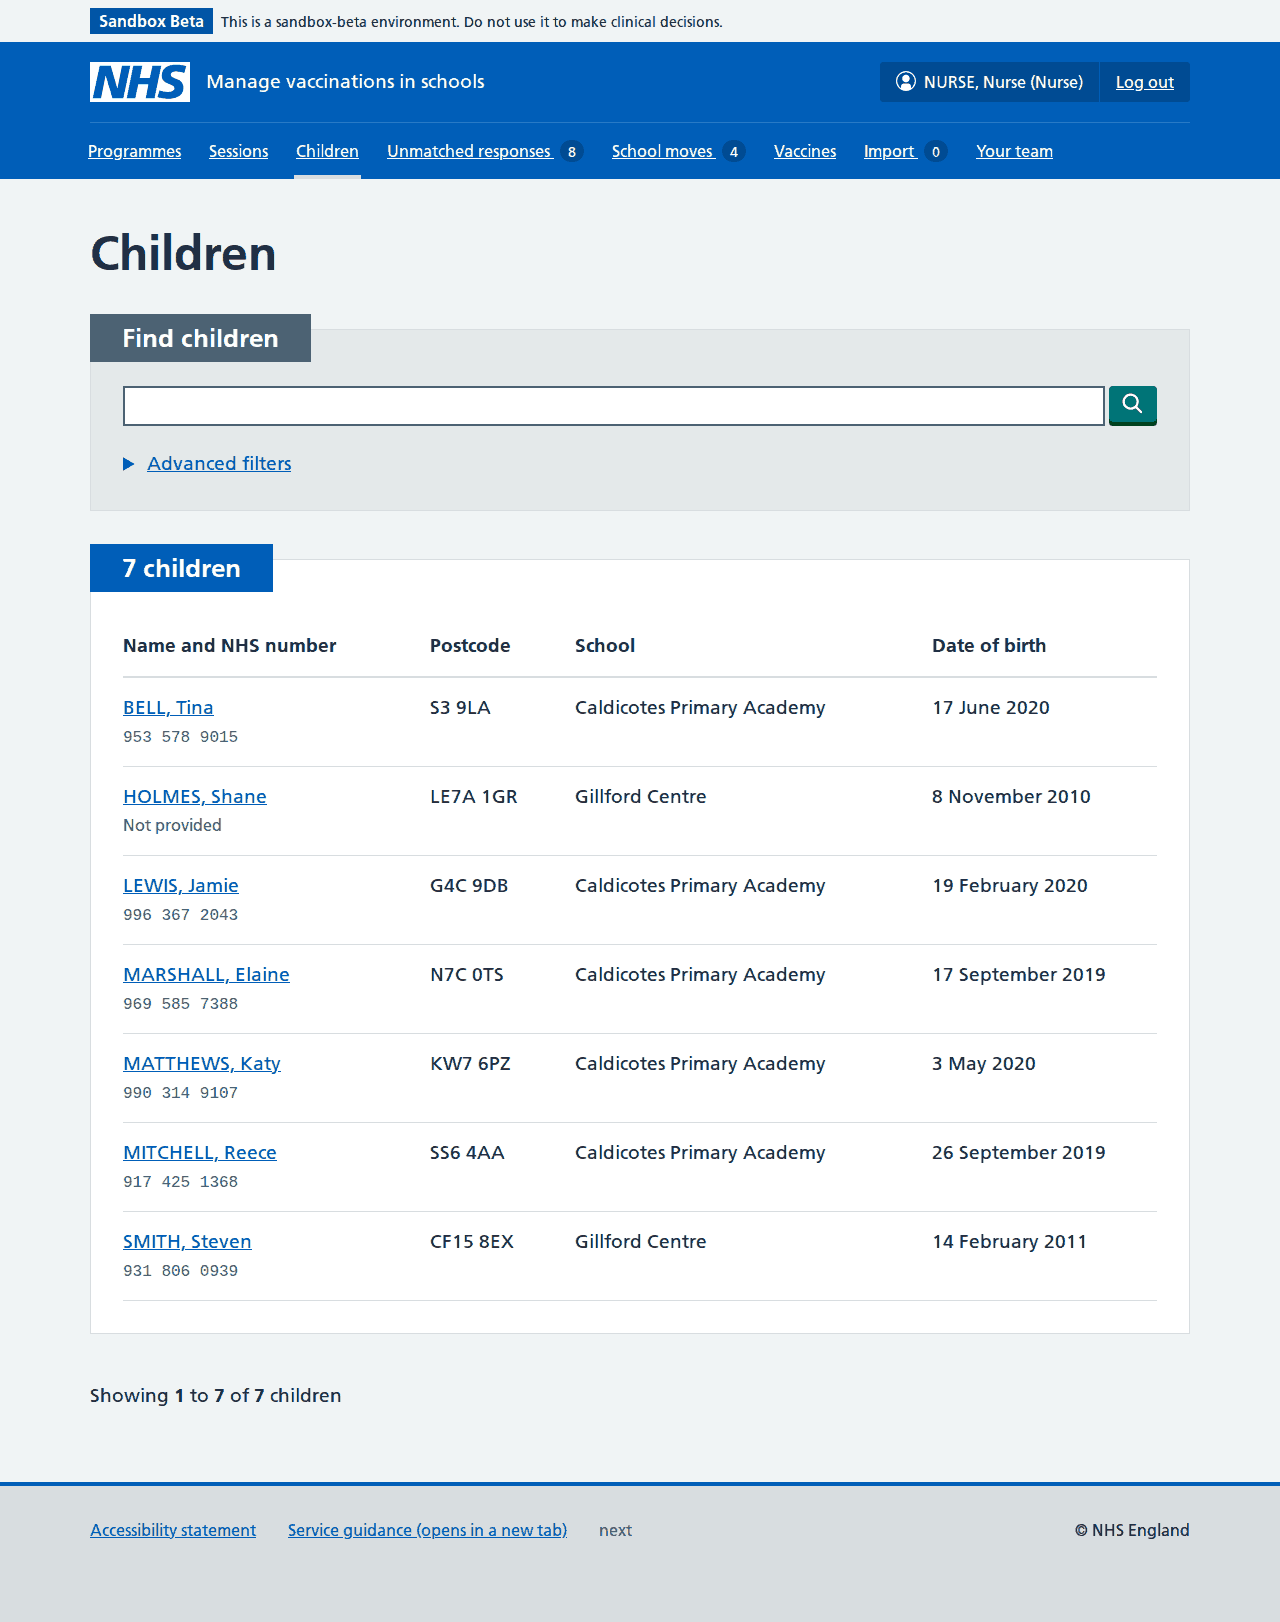 Sandbox Beta This is a sandbox-beta environment. Do not use it to make clinical decisions.
NHS Manage vaccinations in schools NURSE, Nurse (Nurse) Log out
Programmes Sessions Children Unmatched responses 8 School moves 4 Vaccines Import 0 Your team
Children
Find children
Advanced filters
7 children
Name and NHS number Postcode School Date of birth
BELL, Tina S3 9LA Caldicotes Primary Academy 17 June 2020
953 578 9015
HOLMES, Shane LE7A 1GR Gillford Centre 8 November 2010
Not provided
LEWIS, Jamie G4C 9DB Caldicotes Primary Academy 19 February 2020
996 367 2043
MARSHALL, Elaine N7C 0TS Caldicotes Primary Academy 17 September 2019
969 585 7388
MATTHEWS, Katy KW7 6PZ Caldicotes Primary Academy 3 May 2020
990 314 9107
MITCHELL, Reece SS6 4AA Caldicotes Primary Academy 26 September 2019
917 425 1368
SMITH, Steven CF15 8EX Gillford Centre 14 February 2011
931 806 0939
Showing 1 to 7 of 7 children
Accessibility statement Service guidance (opens in a new tab) next © NHS England